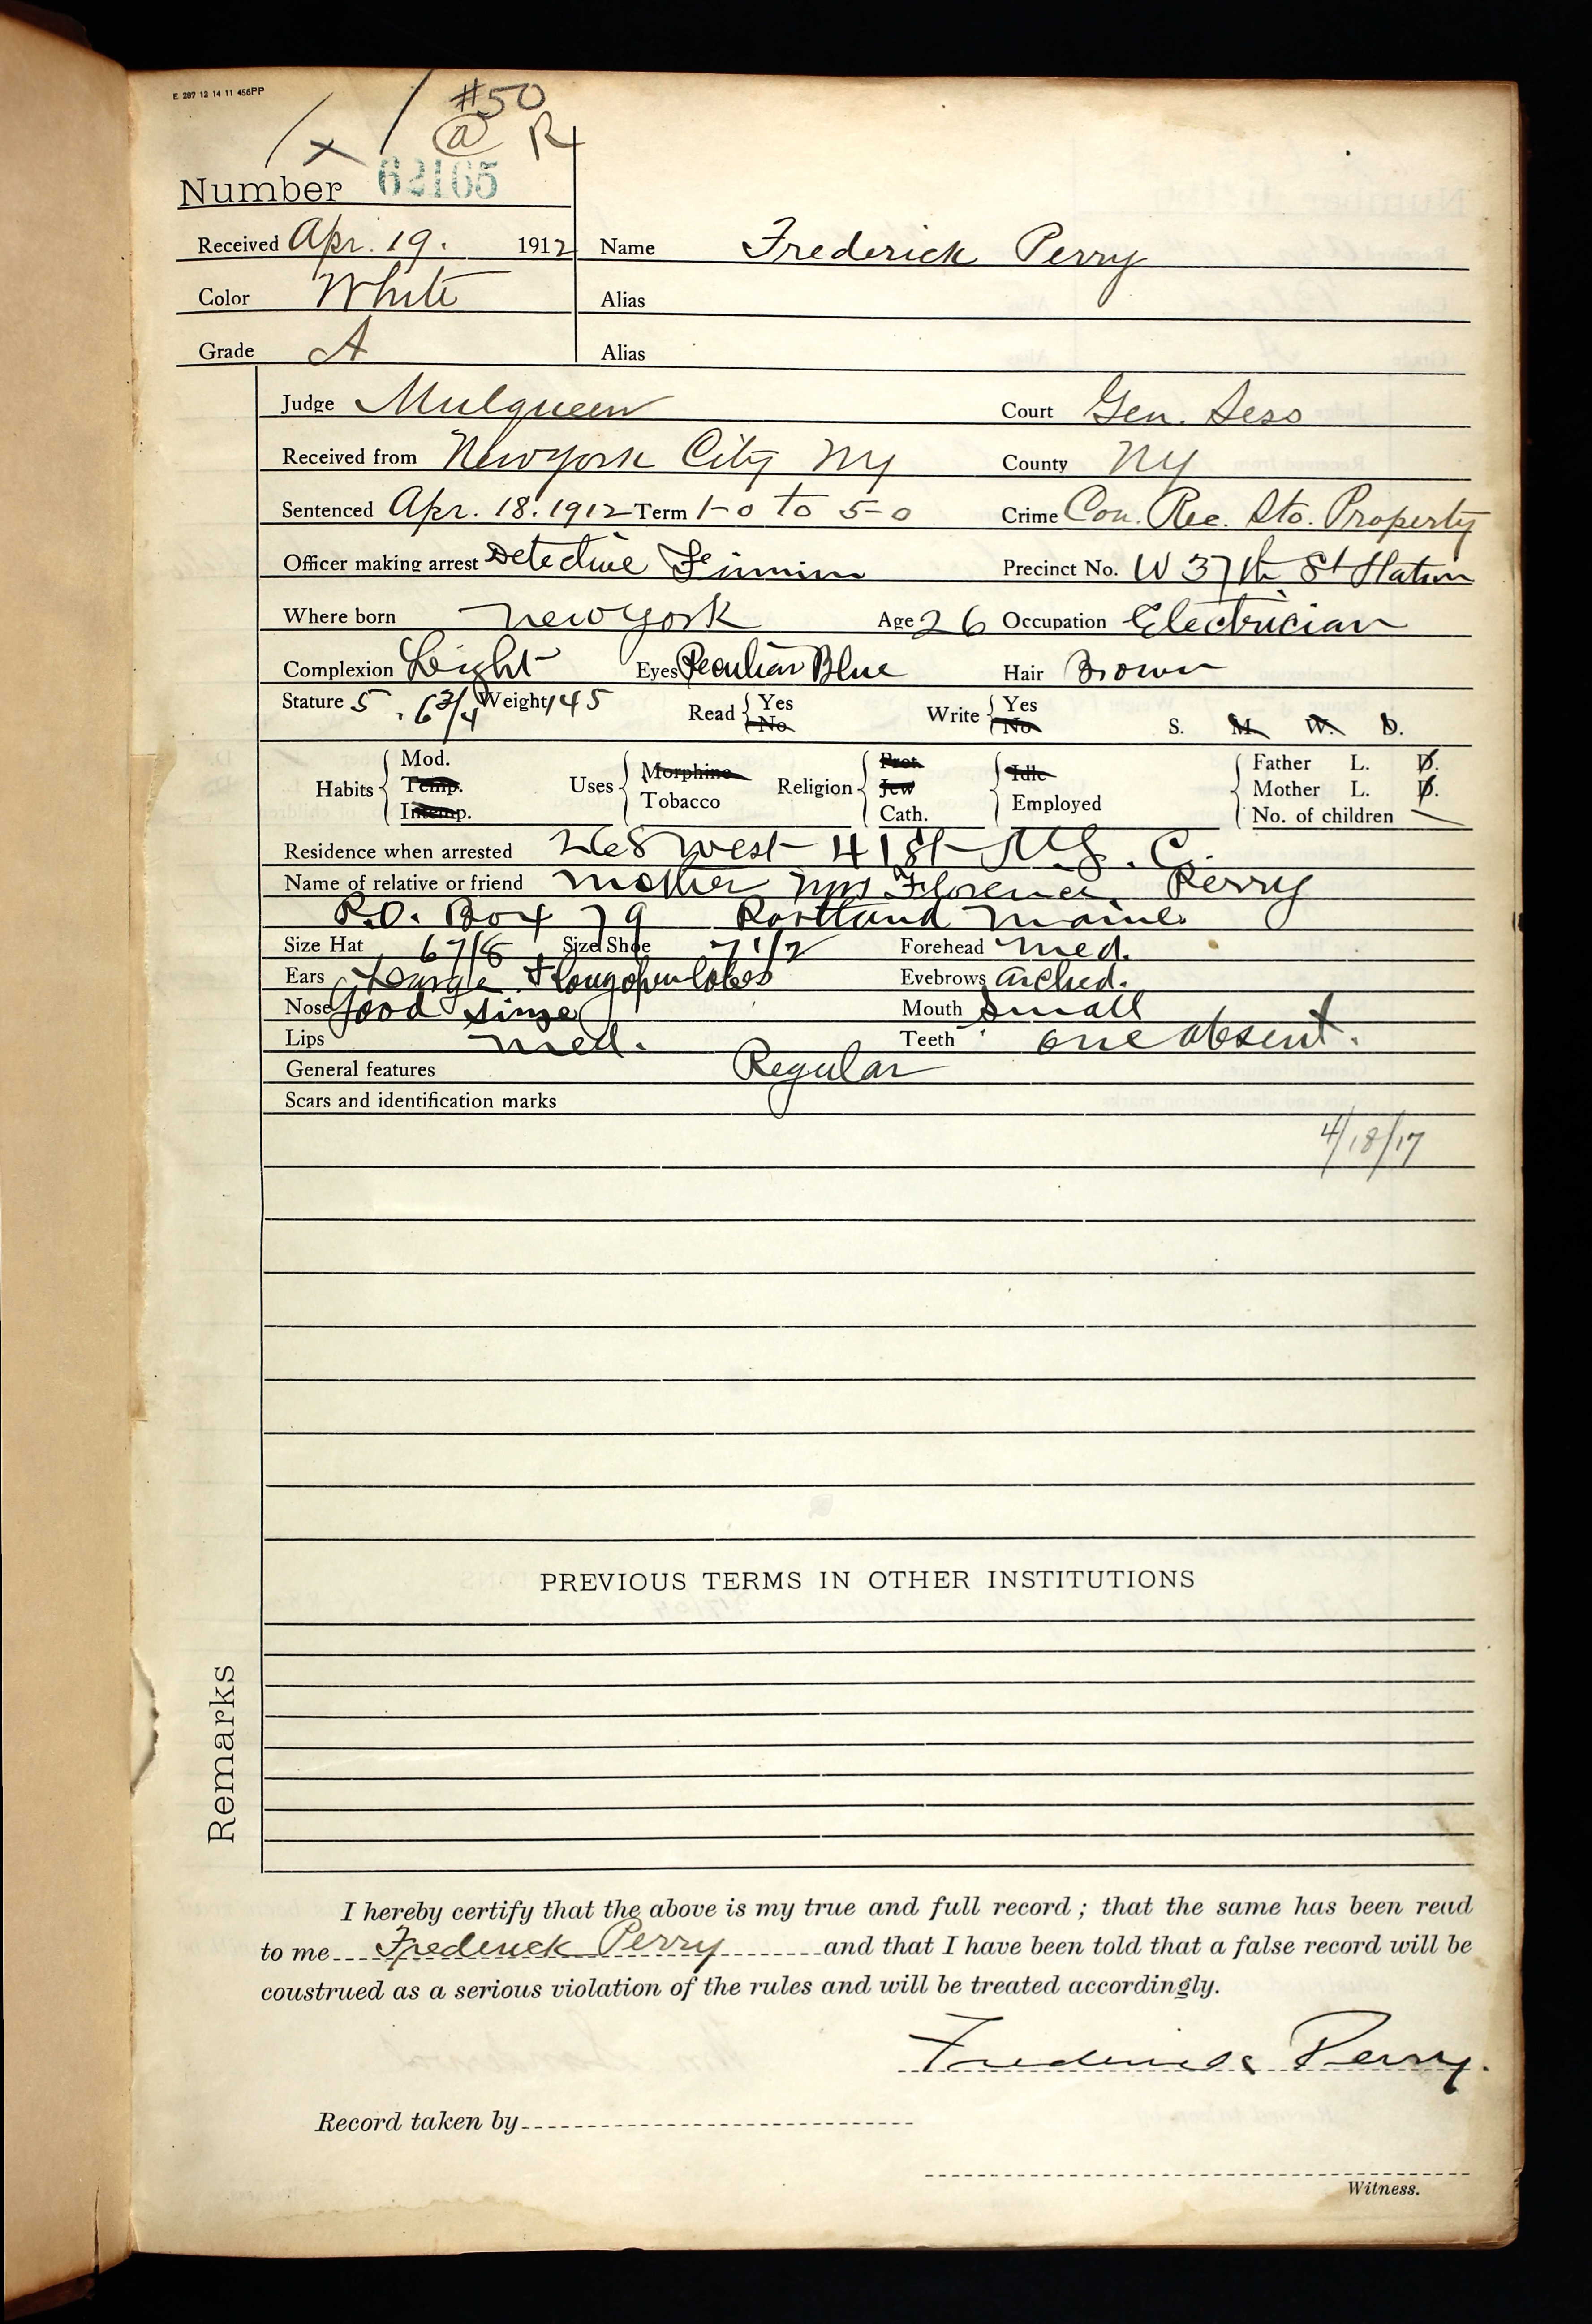 E 287 12 14 11 456PP
#50
@ R
X
Number 62165
Received Apr. 19. 1912 Name Frederick Perry
Color White Alias
Grade A Alias
Judge Mulqueen Court Gen. Sess
Received from New York City NY County NY
Sentenced Apr. 18. 1912 Term 1-0 to 5-0 Crime Con. Rec. Sto. Property
Officer making arrest Detective Precinct No. W 37th St Station
Where born New York Age 26 Occupation Electrician
Complexion Light Eyes Peculiar Blue Hair Brown
Stature 5. 6 3/4 Weight 145 Read { Yes No Write { Yes No S. M. W. D.
Habits { Mod. Temp. Intemp. Uses { Morphine Tobacco Religion { Prot. Jew Cath. { Idle Employed { Father L. D. Mother L. D. No. of children —
Residence when arrested 268 West 41 St N.Y. C.
Name of relative or friend mother Mrs Florence Perry
P.O. Box 79 Portland Maine.
Size Hat 6 7/8 Size Shoe 7 1/2 Forehead med.
Ears Large & long open lobes Eyebrows arched.
Nose good size Mouth small
Lips med. Teeth one absent.
General features Regular
Scars and identification marks
4/18/17
PREVIOUS TERMS IN OTHER INSTITUTIONS
Remarks
I hereby certify that the above is my true and full record ; that the same has been read
to me Frederick Perry and that I have been told that a false record will be
coustrued as a serious violation of the rules and will be treated accordingly.
Frederick Perry.
Record taken by
Witness.